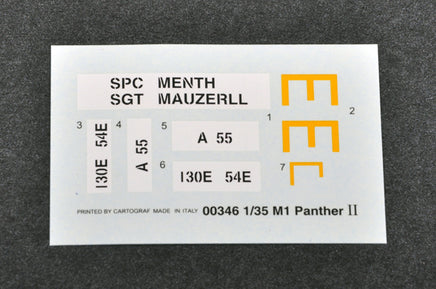 SPC MENTH
SGT MAUZERLL
E
1
2
3
130E 54E
4
A 55
5
A 55
E E
6
130E 54E
7
E
PRINTED BY CARTOGRAF MADE IN ITALY 00346 1/35 M1 Panther II